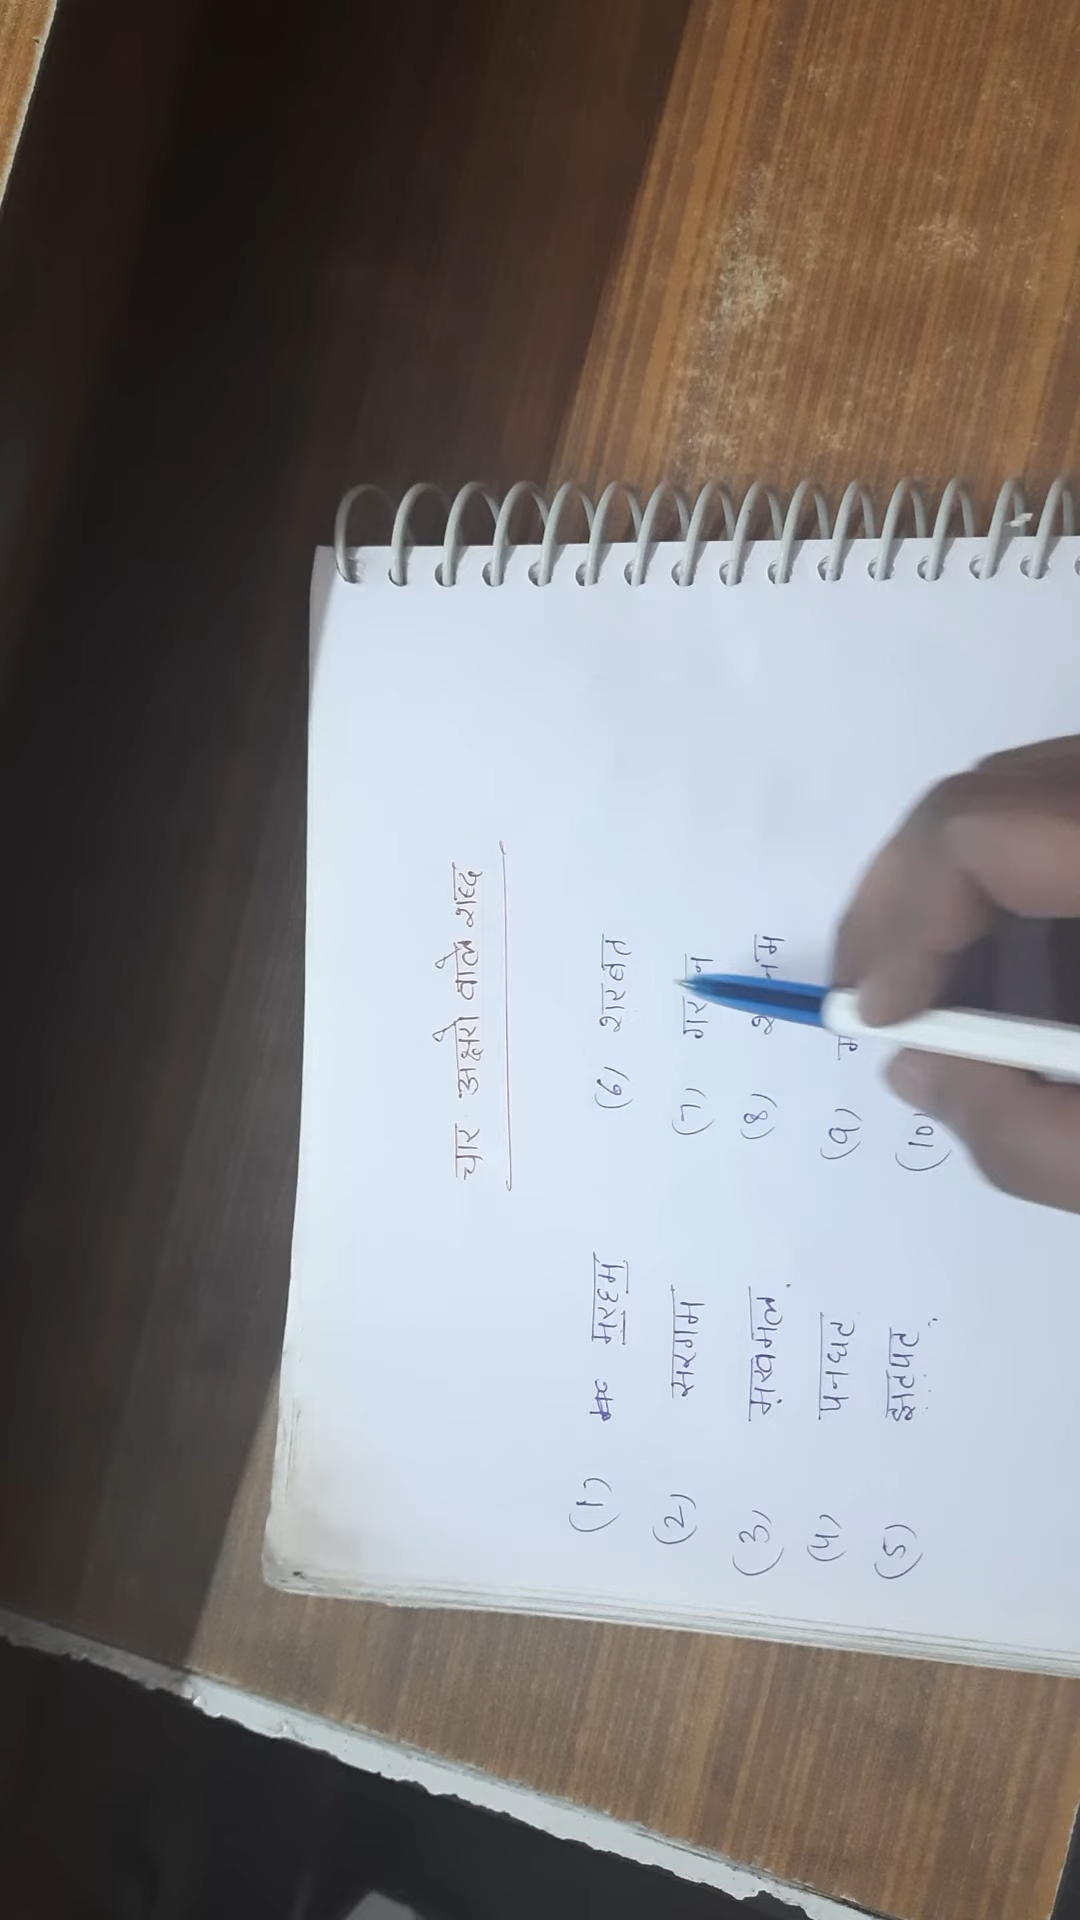 चार अक्षरो वाले शब्द
(1) मरहम
(2) सरगम
(3) मखमल
(4) पनघट
(5) झटपट
(6) शरबत
(7)
(8)
(9)
(10)